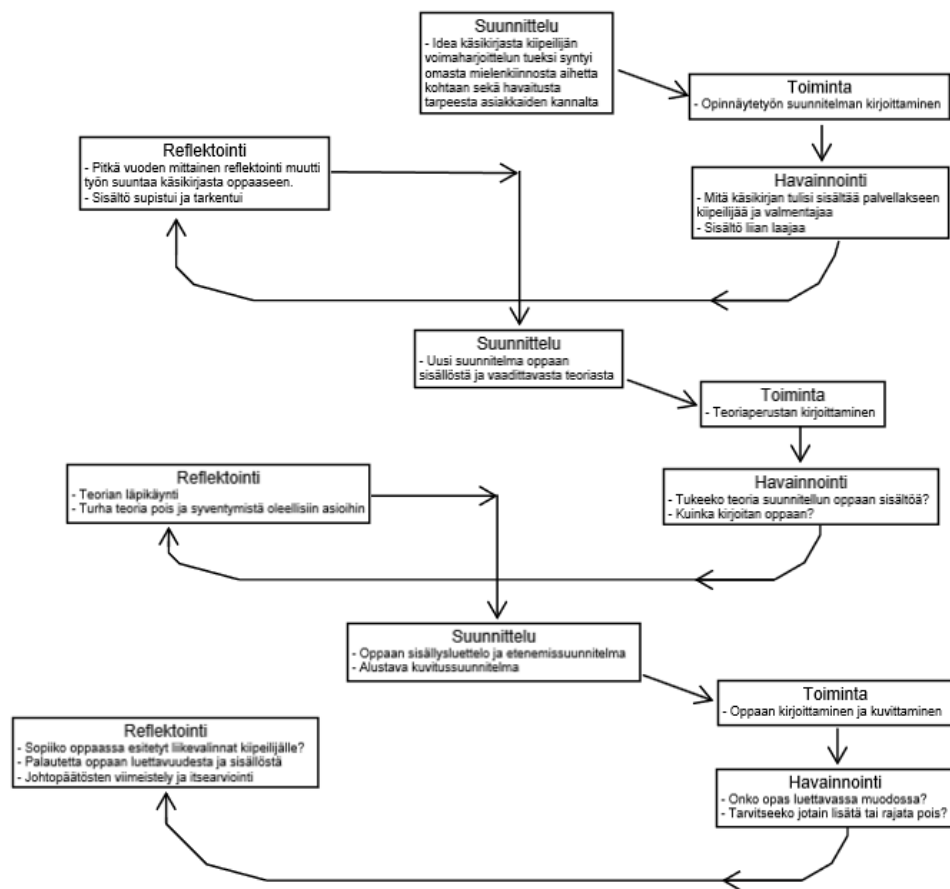 Suunnittelu
- Idea käsikirjasta kiipeilijän
voimaharjoittelun tueksi syntyi
omasta mielenkiinnosta aihetta
kohtaan sekä havaitusta
tarpeesta asiakkaiden kannalta
Toiminta
- Opinnäytetyön suunnitelman kirjoittaminen
Havainnointi
- Mitä käsikirjan tulisi sisältää palvellakseen
kiipeilijää ja valmentajaa
- Sisältö liian laajaa
Reflektointi
- Pitkä vuoden mittainen reflektointi muutti
työn suuntaa käsikirjasta oppaaseen.
- Sisältö supistui ja tarkentui
Suunnittelu
- Uusi suunnitelma oppaan
sisällöstä ja vaadittavasta teoriasta
Toiminta
- Teoriaperustan kirjoittaminen
Havainnointi
- Tukeeko teoria suunnitellun oppaan sisältöä?
- Kuinka kirjoitan oppaan?
Reflektointi
- Teorian läpikäynti
- Turha teoria pois ja syventymistä oleellisiin asioihin
Suunnittelu
- Oppaan sisällysluettelo ja etenemissuunnitelma
- Alustava kuvitussuunnitelma
Toiminta
- Oppaan kirjoittaminen ja kuvittaminen
Havainnointi
- Onko opas luettavassa muodossa?
- Tarvitseeko jotain lisätä tai rajata pois?
Reflektointi
- Sopiiko oppaassa esitetyt liikevalinnat kiipeilijälle?
- Palautetta oppaan luettavuudesta ja sisällöstä
- Johtopäätösten viimeistely ja itsearviointi